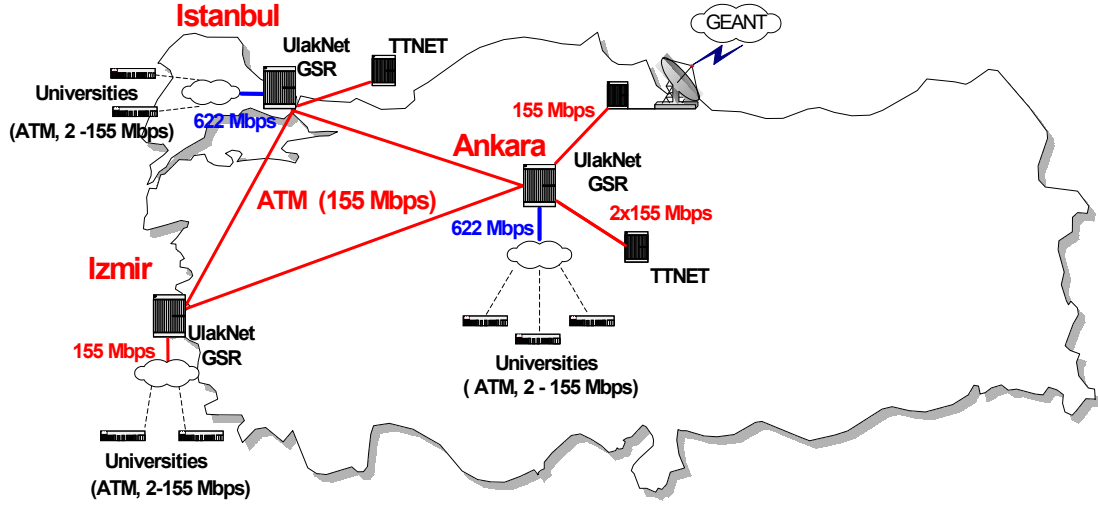 Istanbul
GEANT
UlakNet
GSR
TTNET
Universities
(ATM, 2 -155 Mbps)
622 Mbps
155 Mbps
Ankara
UlakNet
GSR
ATM (155 Mbps)
2x155 Mbps
622 Mbps
TTNET
Izmir
UlakNet
GSR
155 Mbps
Universities
( ATM, 2 - 155 Mbps)
Universities
(ATM, 2-155 Mbps)